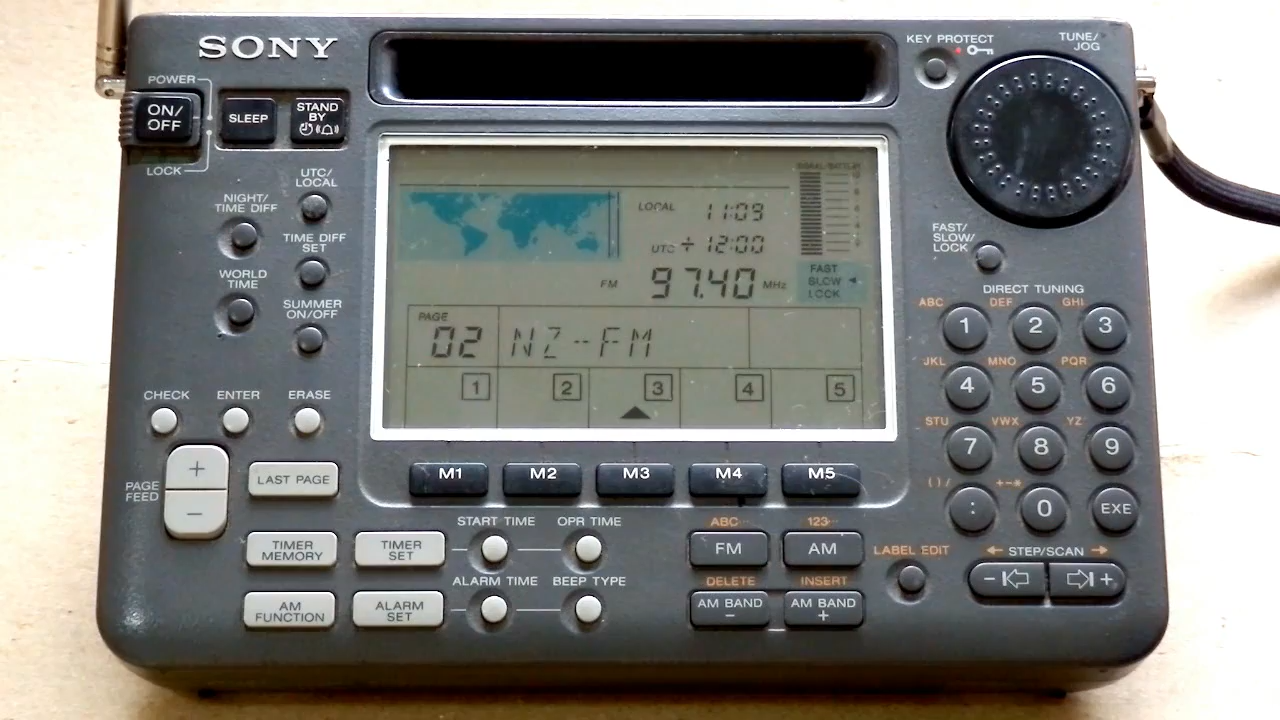 SONY
KEY PROTECT
TUNE/
JOG
POWER
ON/
OFF
SLEEP
STAND
BY
LOCK
UTC/
LOCAL
NIGHT/
TIME DIFF
TIME DIFF
SET
WORLD
TIME
SUMMER
ON/OFF
SIGNAL/BATTERY
LOCAL 11:09
UTC + 12:00
FM 97.40 MHz
FAST
SLOW
LOCK
PAGE
02 NZ--FM
1 2 3 4 5
FAST/
SLOW/
LOCK
DIRECT TUNING
ABC DEF GHI
1 2 3
JKL MNO PQR
4 5 6
STU VWX YZ
7 8 9
( ) / +-*
: 0 EXE
CHECK ENTER ERASE
PAGE
FEED
+
−
LAST PAGE
M1 M2 M3 M4 M5
TIMER
MEMORY
TIMER
SET
START TIME OPR TIME
AM
FUNCTION
ALARM
SET
ALARM TIME BEEP TYPE
ABC··· 123···
FM AM
DELETE INSERT
AM BAND
−
AM BAND
+
LABEL EDIT
STEP/SCAN
− +